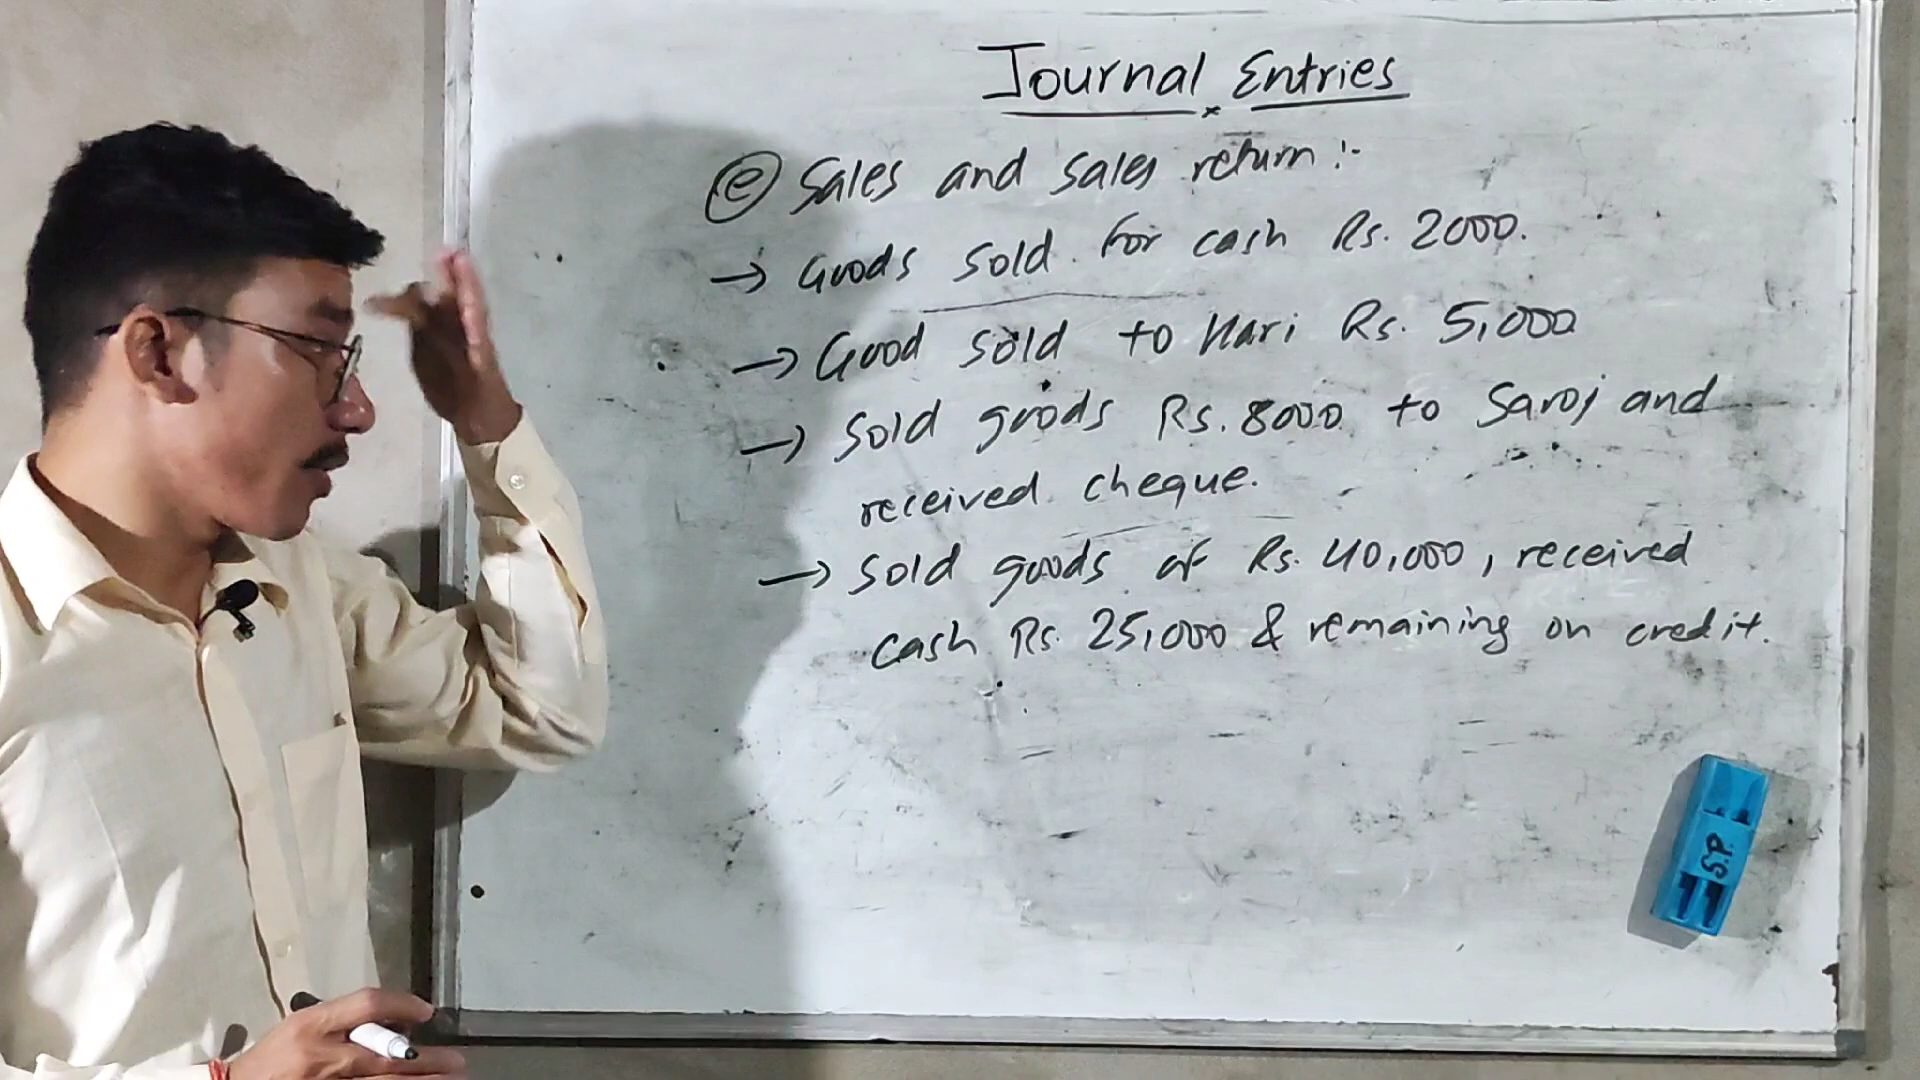 Journal Entries
ⓔ Sales and sales return :-
→ Goods sold for cash Rs. 2000.
→ Good sold to Hari Rs. 5,000
→ Sold goods Rs. 8000 to Saroj and
received cheque.
→ Sold goods of Rs. 40,000, received
cash Rs. 25,000 & remaining on credit.
S.P.